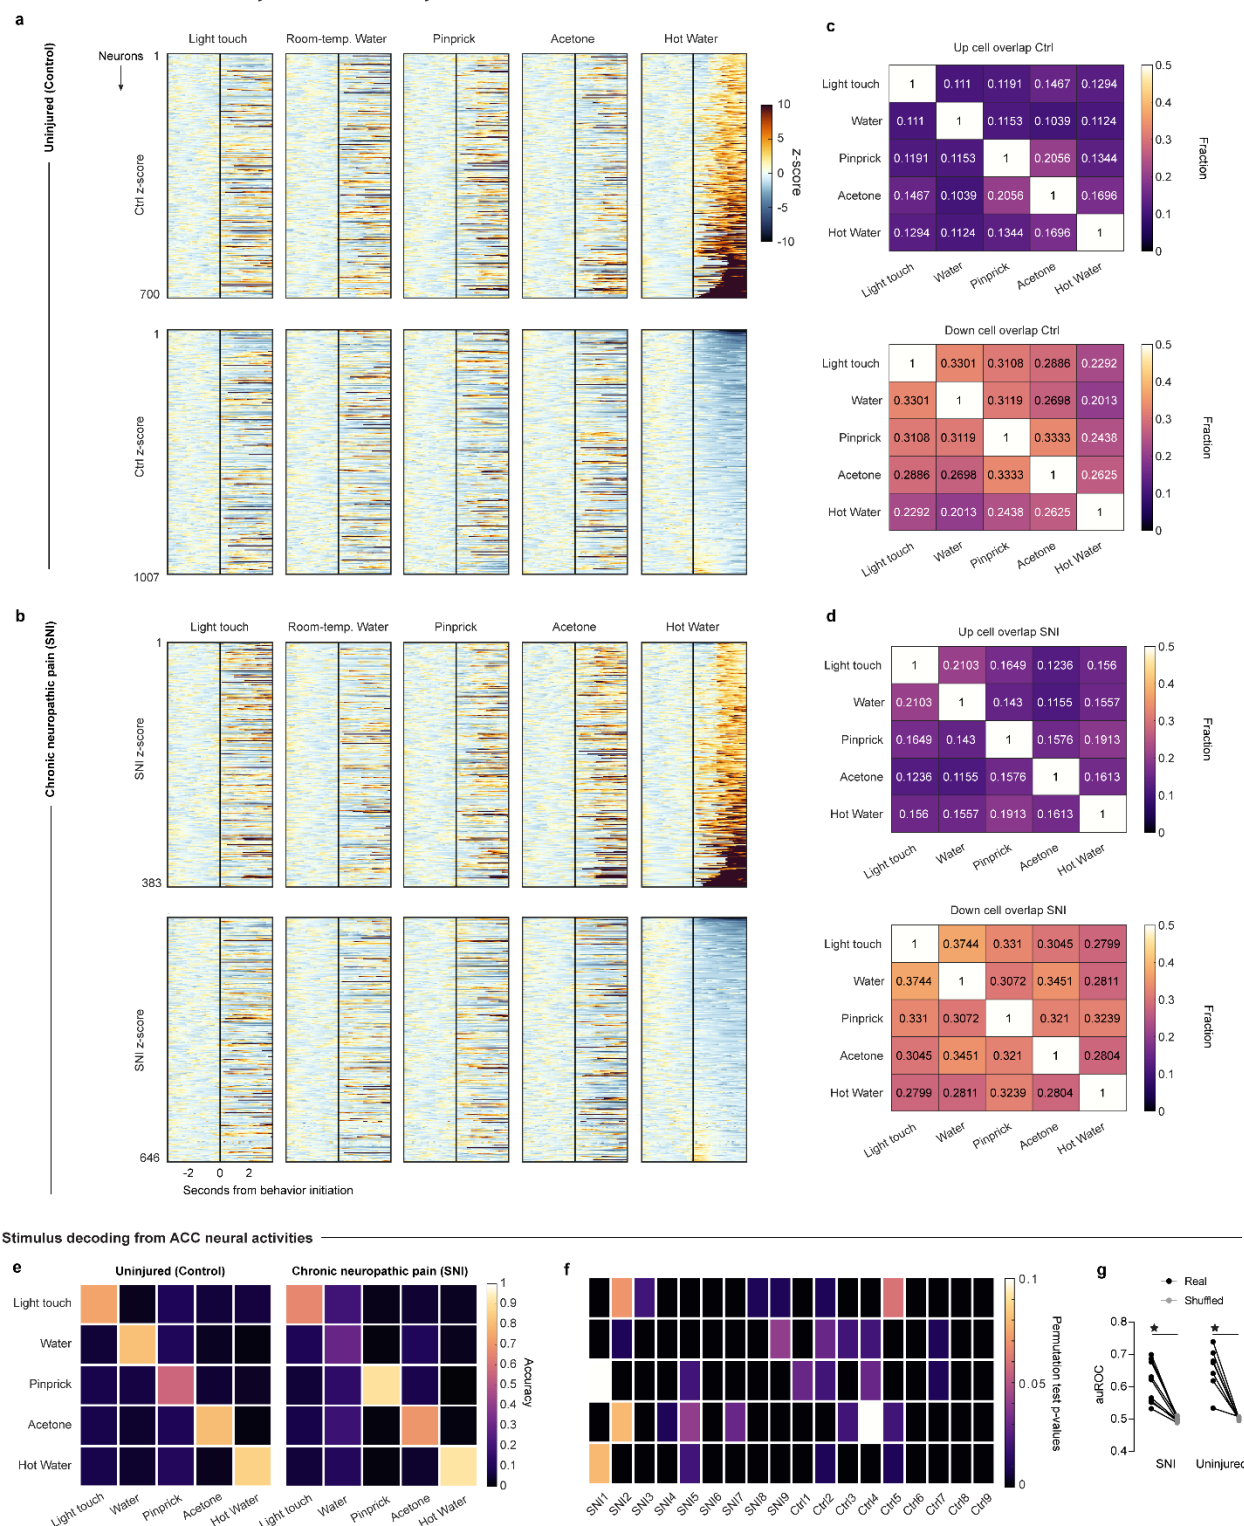 a
Uninjured (Control)
Neurons
Light touch Room-temp. Water Pinprick Acetone Hot Water
1
Ctrl z-score
700
10
5
0
-5
-10
z-score
1
Ctrl z-score
1007
c
Up cell overlap Ctrl
Light touch 1 0.111 0.1191 0.1467 0.1294
Water 0.111 1 0.1153 0.1039 0.1124
Pinprick 0.1191 0.1153 1 0.2056 0.1344
Acetone 0.1467 0.1039 0.2056 1 0.1696
Hot Water 0.1294 0.1124 0.1344 0.1696 1
Light touch Water Pinprick Acetone Hot Water
0.5
0.4
0.3
0.2
0.1
0
Fraction
Down cell overlap Ctrl
Light touch 1 0.3301 0.3108 0.2886 0.2292
Water 0.3301 1 0.3119 0.2698 0.2013
Pinprick 0.3108 0.3119 1 0.3333 0.2438
Acetone 0.2886 0.2698 0.3333 1 0.2625
Hot Water 0.2292 0.2013 0.2438 0.2625 1
Light touch Water Pinprick Acetone Hot Water
0.5
0.4
0.3
0.2
0.1
0
Fraction
b
Chronic neuropathic pain (SNI)
Light touch Room-temp. Water Pinprick Acetone Hot Water
1
SNI z-score
383
SNI z-score
646
-2 0 2
Seconds from behavior initiation
d
Up cell overlap SNI
Light touch 1 0.2103 0.1649 0.1236 0.156
Water 0.2103 1 0.143 0.1155 0.1557
Pinprick 0.1649 0.143 1 0.1576 0.1913
Acetone 0.1236 0.1155 0.1576 1 0.1613
Hot Water 0.156 0.1557 0.1913 0.1613 1
Light touch Water Pinprick Acetone Hot Water
0.5
0.4
0.3
0.2
0.1
0
Fraction
Down cell overlap SNI
Light touch 1 0.3744 0.331 0.3045 0.2799
Water 0.3744 1 0.3072 0.3451 0.2811
Pinprick 0.331 0.3072 1 0.321 0.3239
Acetone 0.3045 0.3451 0.321 1 0.2804
Hot Water 0.2799 0.2811 0.3239 0.2804 1
Light touch Water Pinprick Acetone Hot Water
0.5
0.4
0.3
0.2
0.1
0
Fraction
Stimulus decoding from ACC neural activities
e
Uninjured (Control) Chronic neuropathic pain (SNI)
Light touch
Water
Pinprick
Acetone
Hot Water
Light touch Water Pinprick Acetone Hot Water
Light touch Water Pinprick Acetone Hot Water
1
0.9
0.8
0.7
0.6
0.5
0.4
0.3
0.2
0.1
0
Accuracy
f
SNI1 SNI2 SNI3 SNI4 SNI5 SNI6 SNI7 SNI8 SNI9 Ctrl1 Ctrl2 Ctrl3 Ctrl4 Ctrl5 Ctrl6 Ctrl7 Ctrl8 Ctrl9
0.1
0.05
0
Permutation test p-values
g
Real
Shuffled
0.8
0.7
0.6
0.5
0.4
auROC
SNI Uninjured